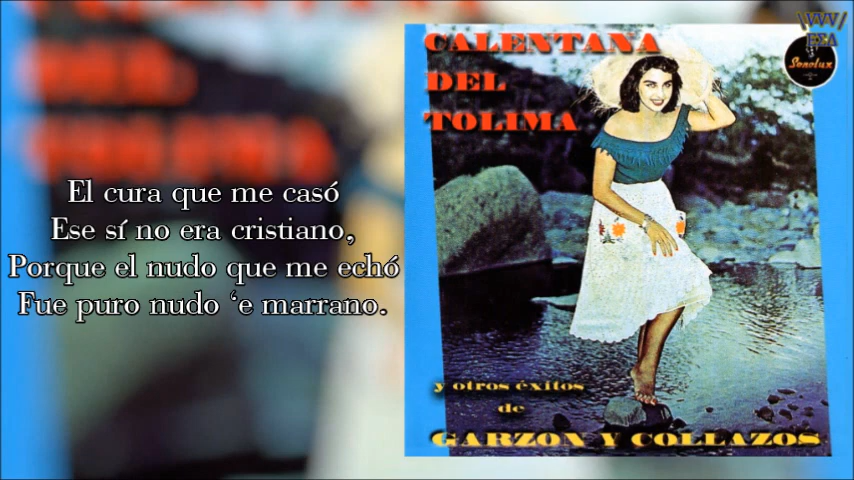 El cura que me casó
Ese sí no era cristiano,
Porque el nudo que me echó
Fue puro nudo ‘e marrano.
CALENTANA
DEL
TOLIMA
Sonolux
y otros éxitos
de
GARZON Y COLLAZOS